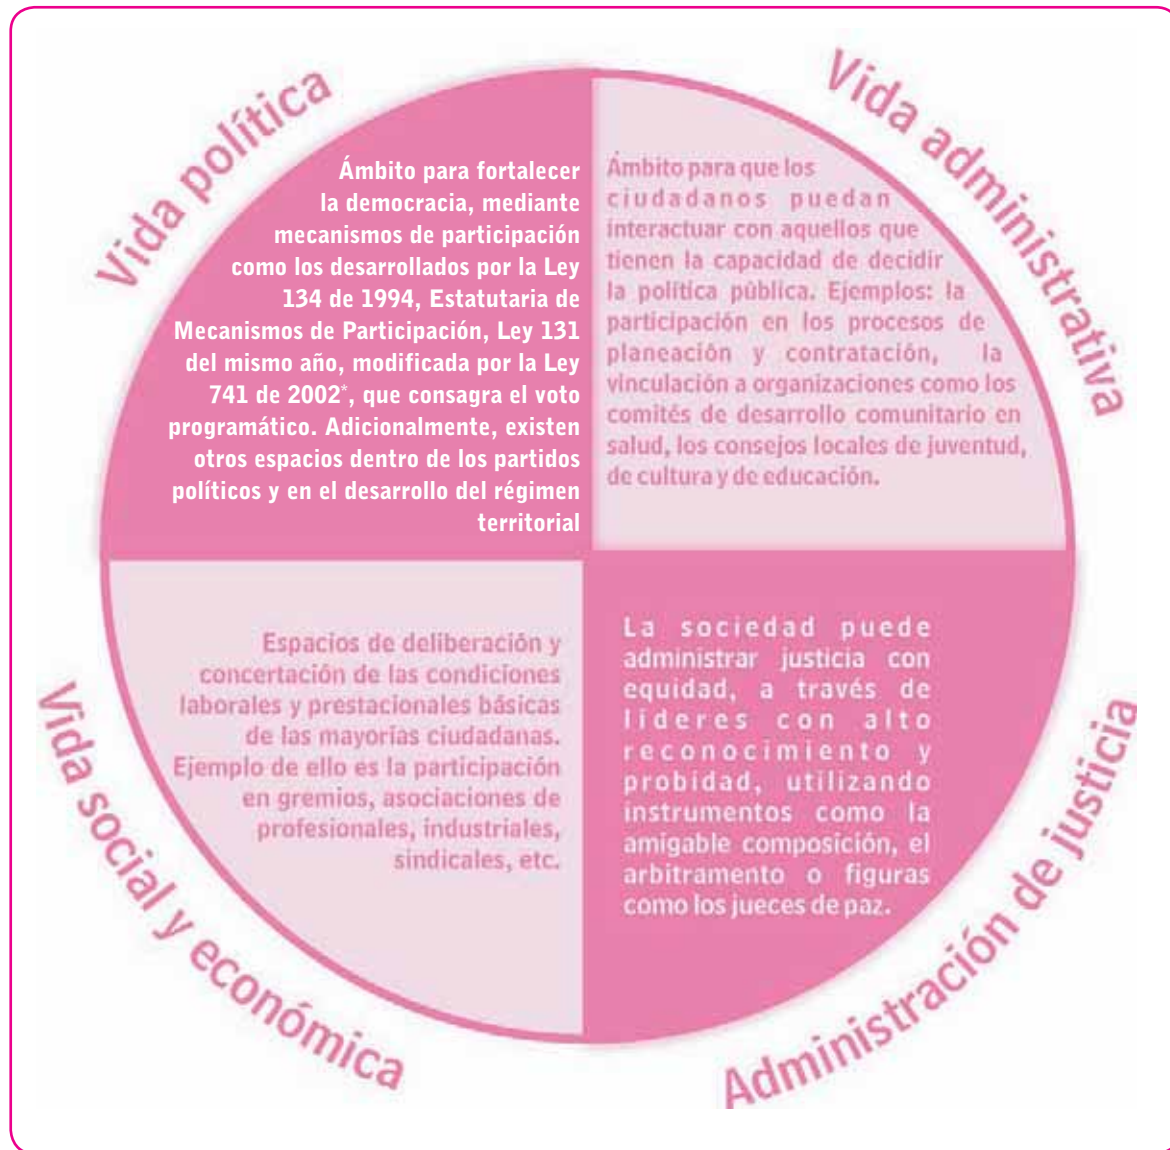 Vida política
Ámbito para fortalecer
la democracia, mediante
mecanismos de participación
como los desarrollados por la Ley
134 de 1994, Estatutaria de
Mecanismos de Participación, Ley 131
del mismo año, modificada por la Ley
741 de 2002*, que consagra el voto
programático. Adicionalmente, existen
otros espacios dentro de los partidos
políticos y en el desarrollo del régimen
territorial
Vida administrativa
Ámbito para que los
ciudadanos puedan
interactuar con aquellos que
tienen la capacidad de decidir
la política pública. Ejemplos: la
participación en los procesos de
planeación y contratación, la
vinculación a organizaciones como los
comités de desarrollo comunitario en
salud, los consejos locales de juventud,
de cultura y de educación.
Vida social y económica
Espacios de deliberación y
concertación de las condiciones
laborales y prestacionales básicas
de las mayorías ciudadanas.
Ejemplo de ello es la participación
en gremios, asociaciones de
profesionales, industriales,
sindicales, etc.
Administración de justicia
La sociedad puede
administrar justicia con
equidad, a través de
líderes con alto
reconocimiento y
probidad, utilizando
instrumentos como la
amigable composición, el
arbitramento o figuras
como los jueces de paz.